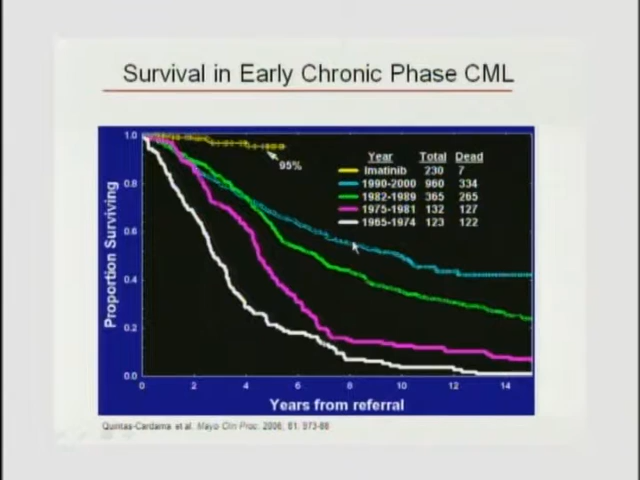 Survival in Early Chronic Phase CML
Year Total Dead
Imatinib 230 7
1990-2000 960 334
1982-1989 365 265
1975-1981 132 127
1965-1974 123 122
95%
Proportion Surviving
1.0
0.8
0.6
0.4
0.2
0.0
0 2 4 6 8 10 12 14
Years from referral
Quintas-Cardama et al. Mayo Clin Proc. 2006; 81: 973-88